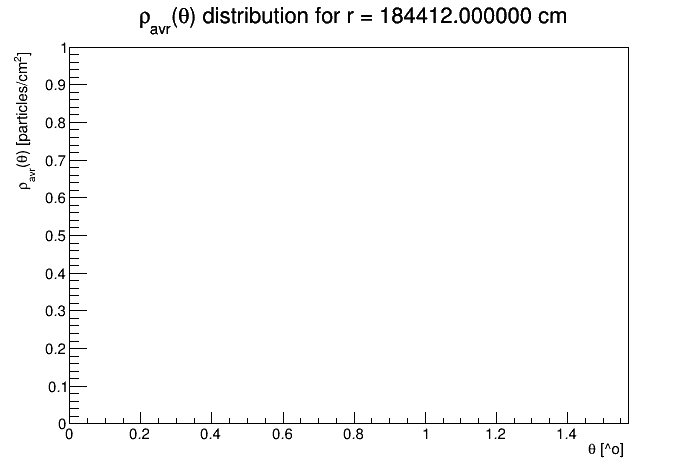 ρavr(θ) distribution for r = 184412.000000 cm
ρavr(θ) [particles/cm2]
1
0.9
0.8
0.7
0.6
0.5
0.4
0.3
0.2
0.1
0
0 0.2 0.4 0.6 0.8 1 1.2 1.4
θ [^o]